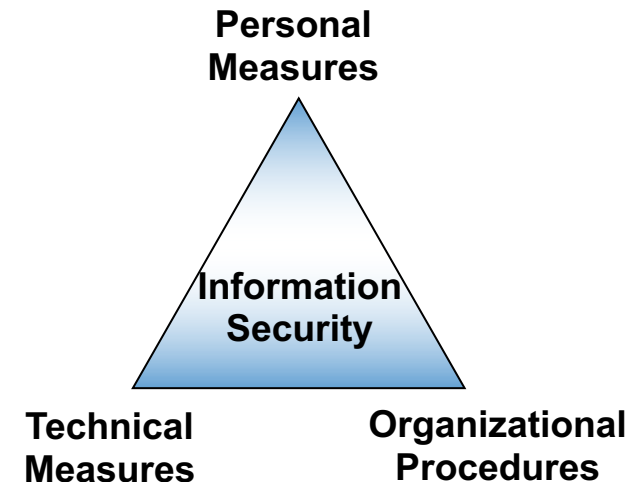 Personal
Measures
Information
Security
Technical
Measures
Organizational
Procedures